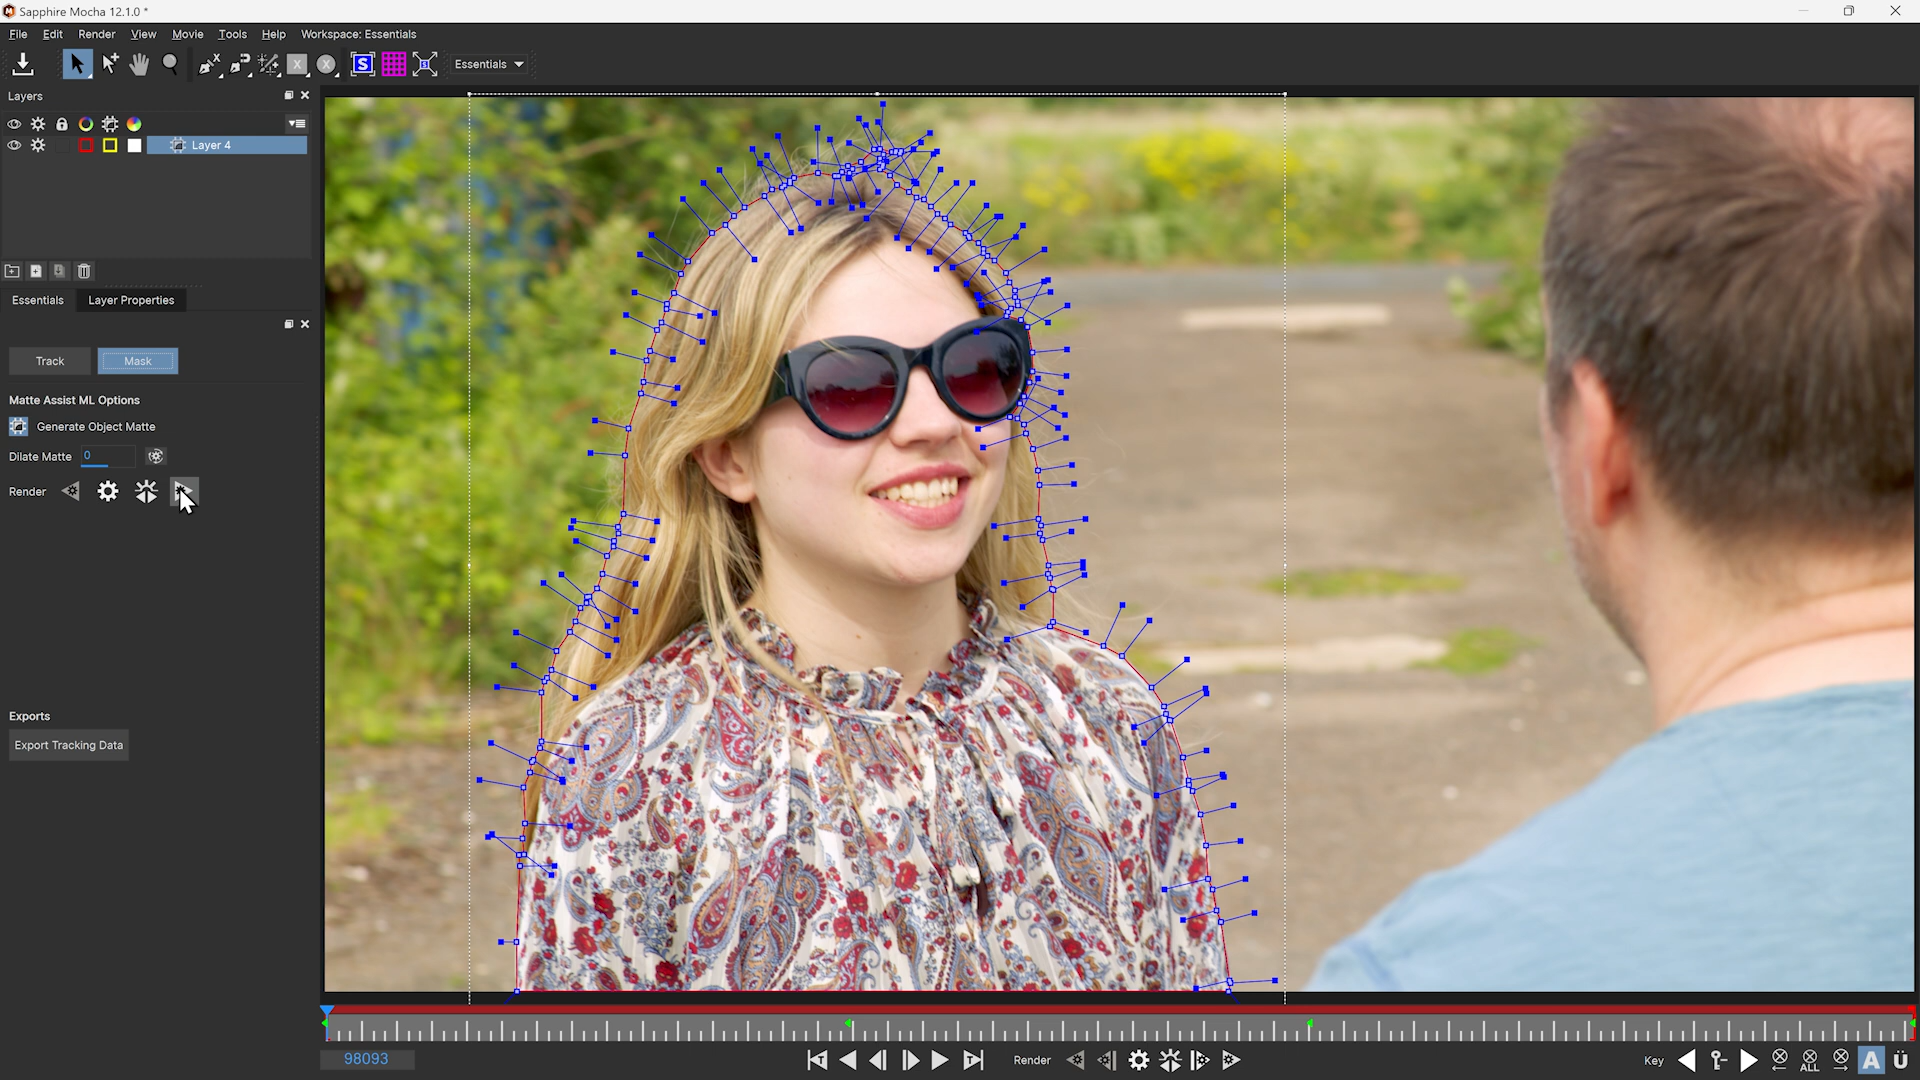 Sapphire Mocha 12.1.0 *
File Edit Render View Movie Tools Help Workspace: Essentials
Essentials
Layers
Layer 4
Essentials Layer Properties
Track Mask
Matte Assist ML Options
Generate Object Matte
Dilate Matte 0
Render
Exports
Export Tracking Data
98093
Render
Key
ALL
A
Ü